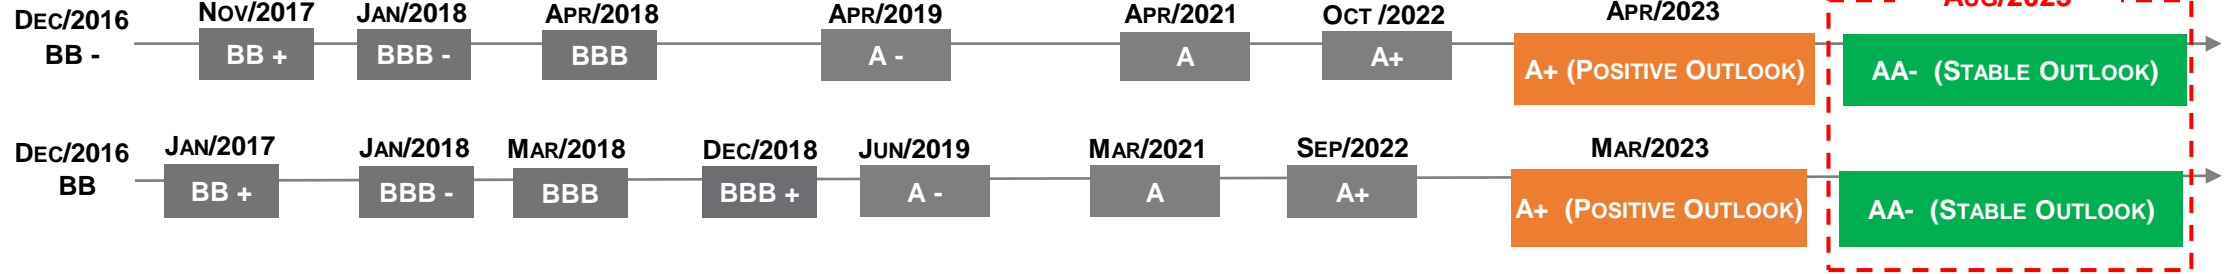 DEC/2016 NOV/2017 JAN/2018 APR/2018 APR/2019 APR/2021 OCT /2022 APR/2023 AUG/2023
BB - BB + BBB - BBB A - A A+ A+ (POSITIVE OUTLOOK) AA- (STABLE OUTLOOK)
DEC/2016 JAN/2017 JAN/2018 MAR/2018 DEC/2018 JUN/2019 MAR/2021 SEP/2022 MAR/2023
BB BB + BBB - BBB BBB + A - A A+ A+ (POSITIVE OUTLOOK) AA- (STABLE OUTLOOK)